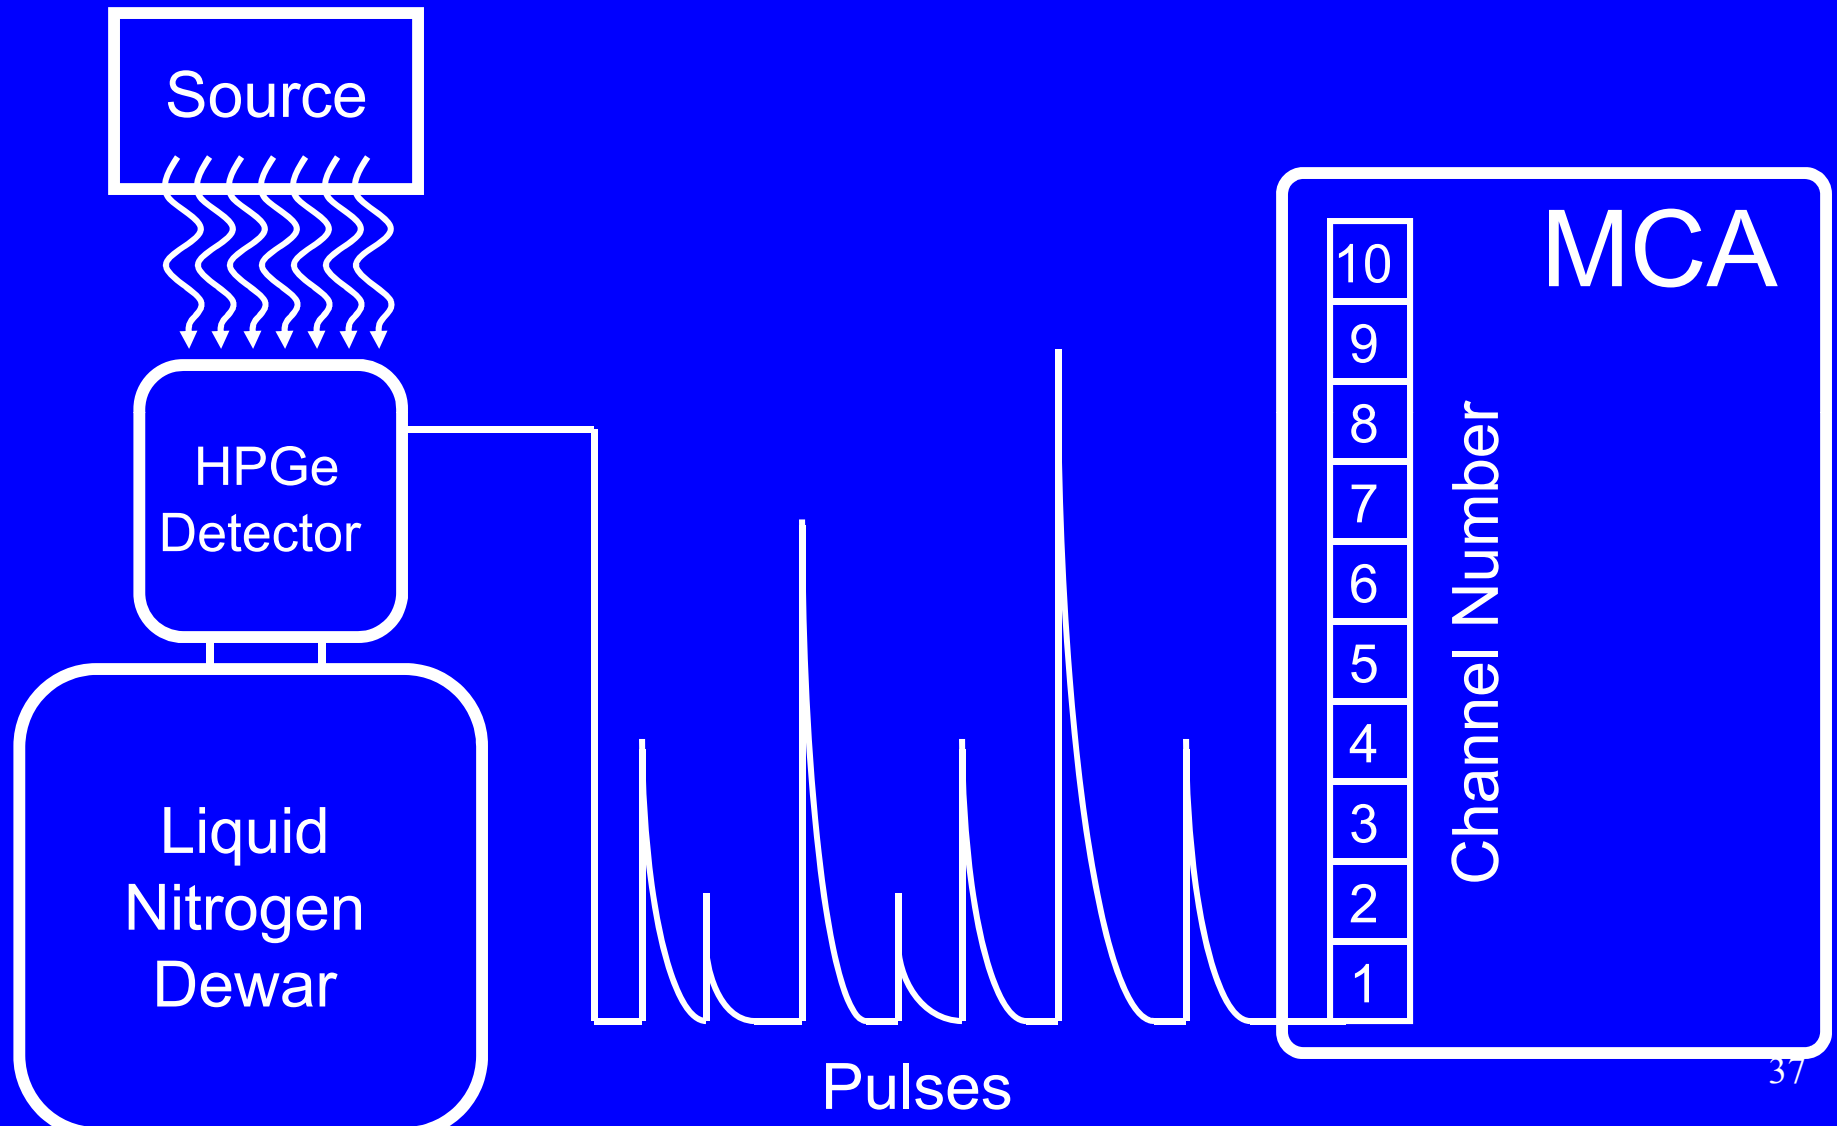 Source
HPGe
Detector
Liquid
Nitrogen
Dewar
Pulses
MCA
10
9
8
7
6
5
4
3
2
1
Channel Number
37